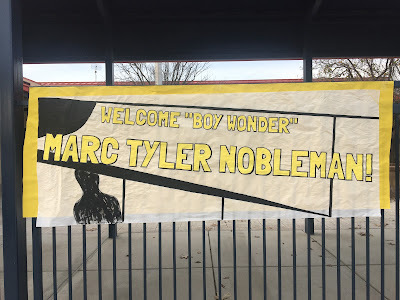 WELCOME "BOY WONDER"
MARC TYLER NOBLEMAN!